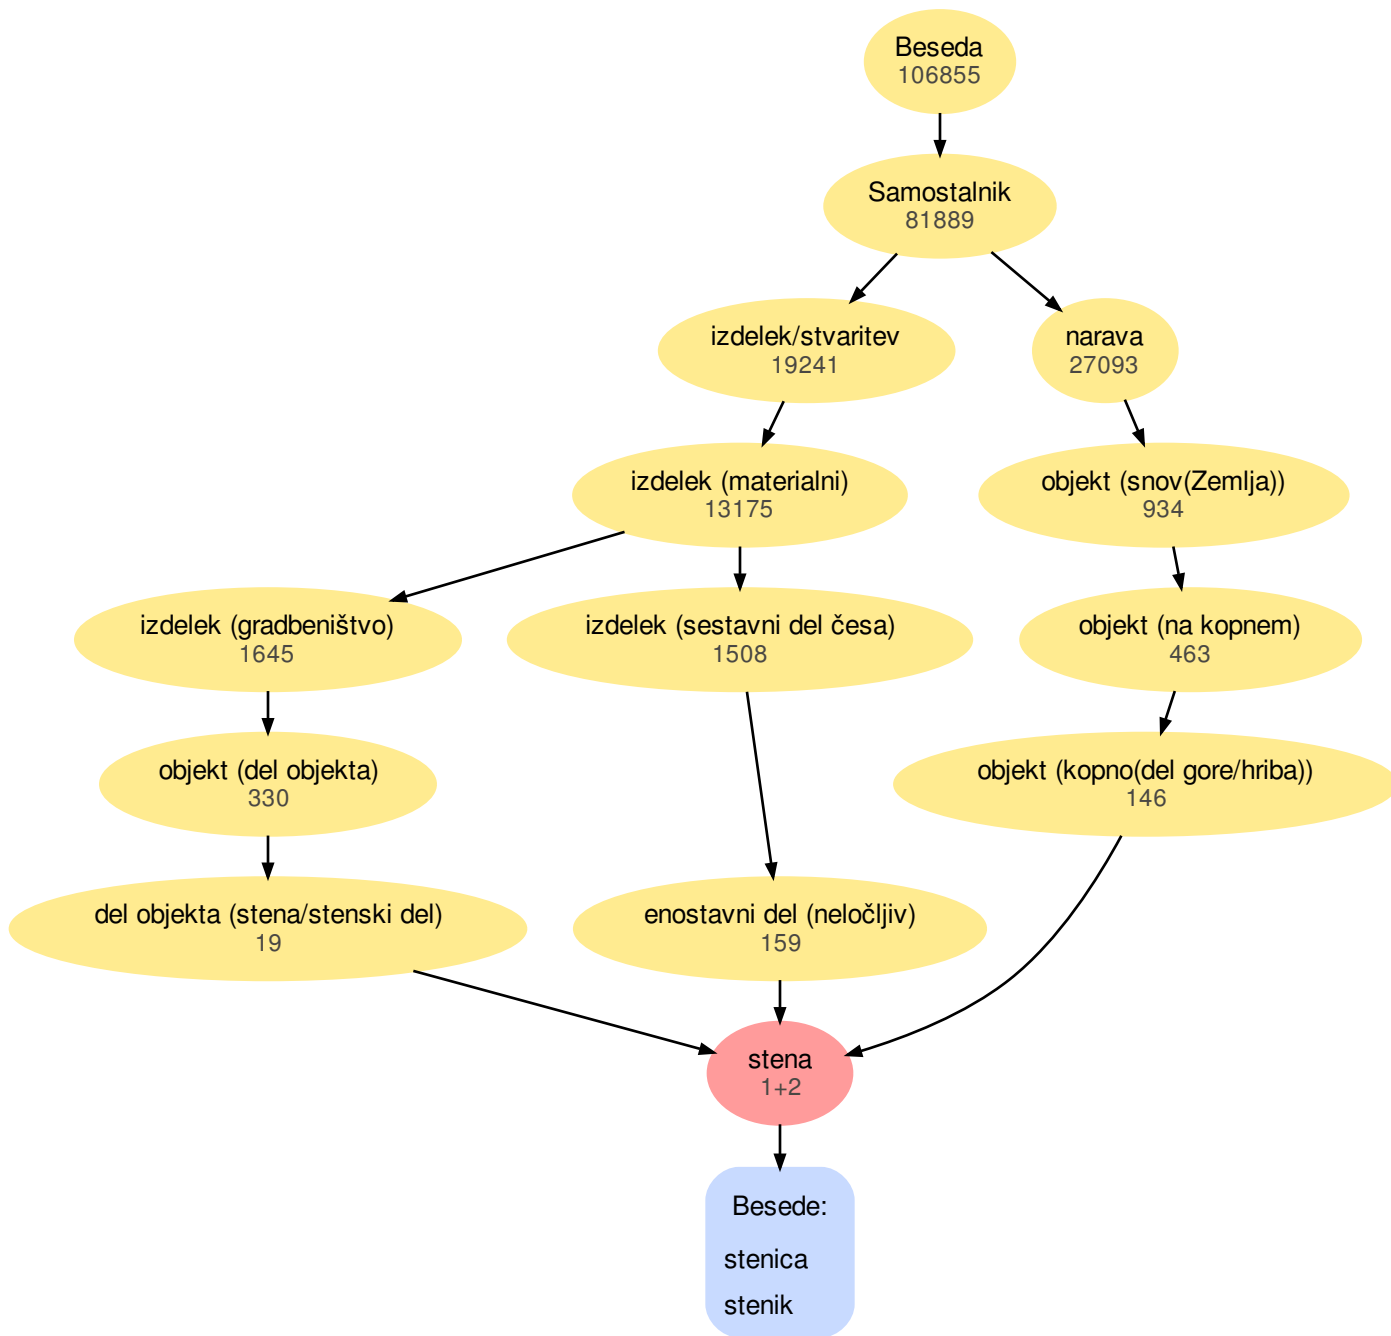 Beseda
106855
Samostalnik
81889
izdelek/stvaritev
19241
narava
27093
izdelek (materialni)
13175
objekt (snov(Zemlja))
934
izdelek (gradbeništvo)
1645
izdelek (sestavni del česa)
1508
objekt (na kopnem)
463
objekt (del objekta)
330
objekt (kopno(del gore/hriba))
146
del objekta (stena/stenski del)
19
enostavni del (neločljiv)
159
stena
1+2
Besede:
stenica
stenik